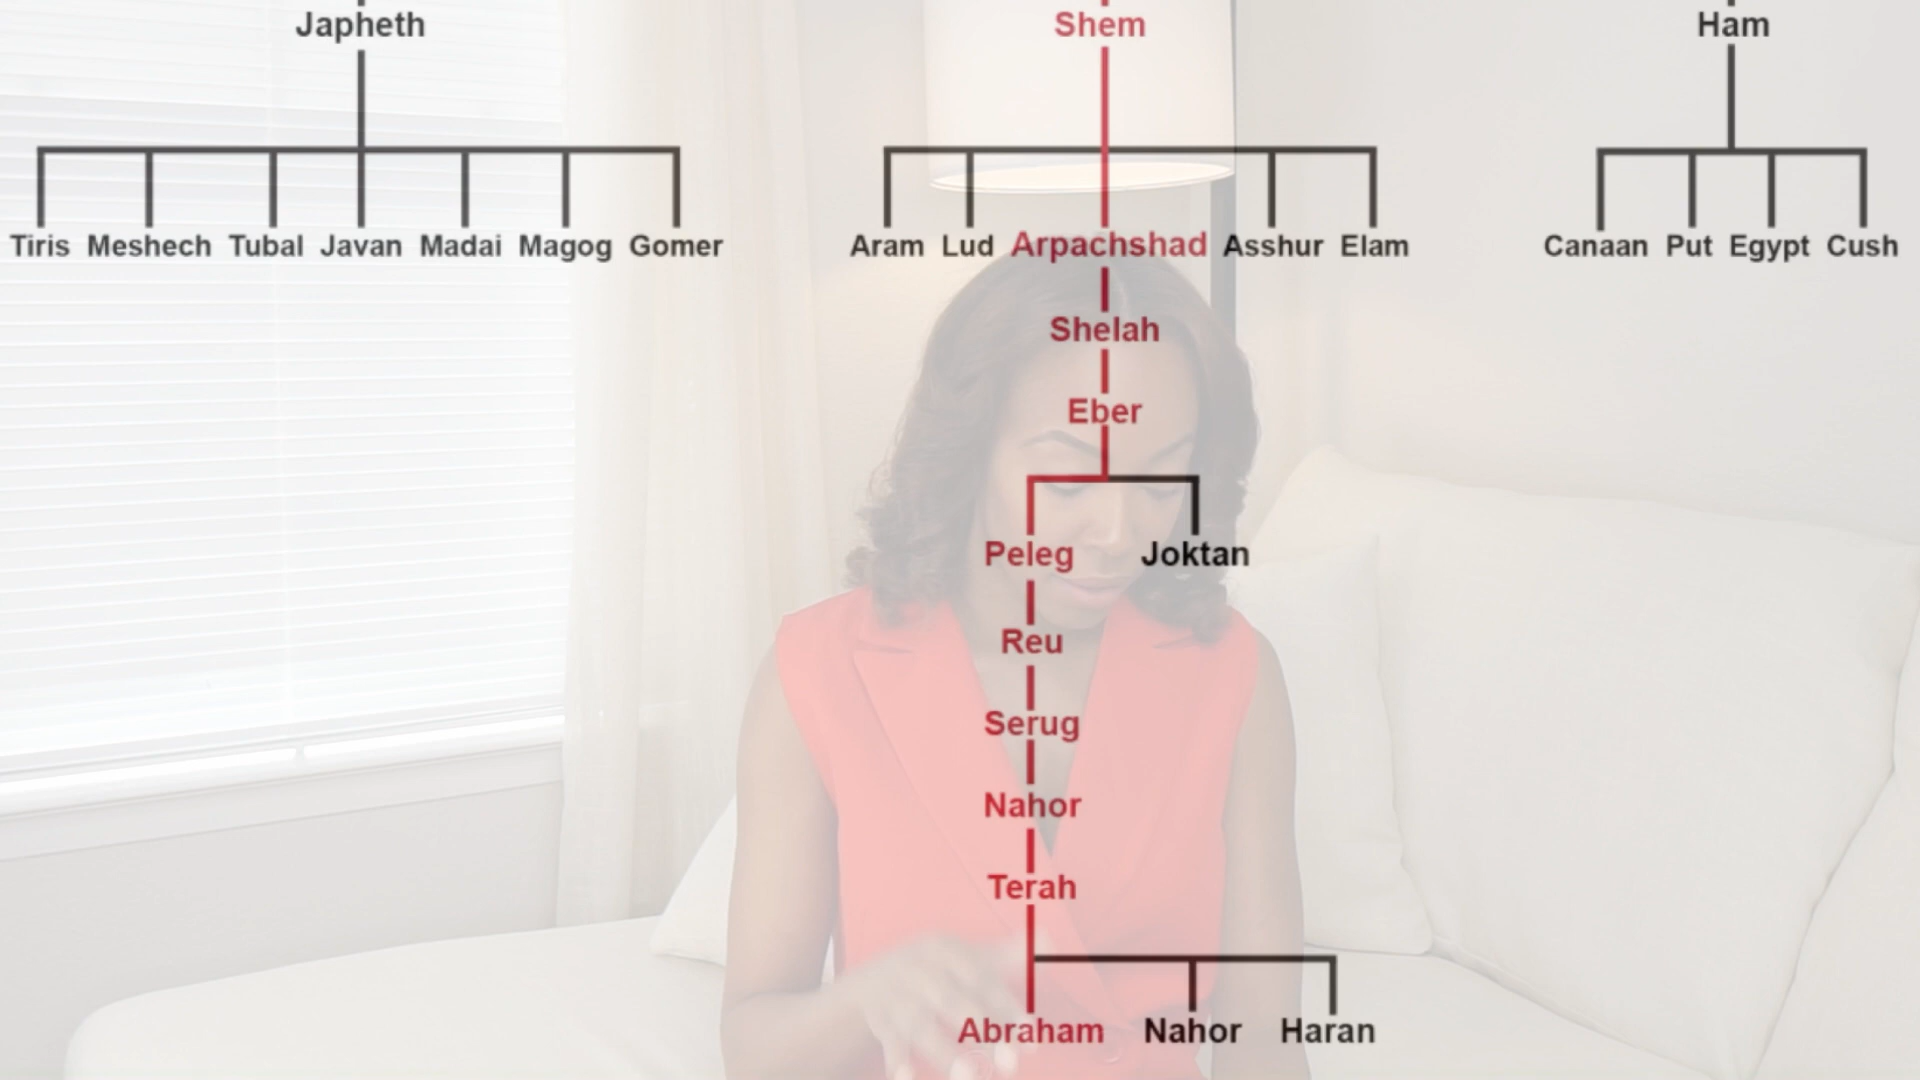 Japheth Shem Ham
Tiris Meshech Tubal Javan Madai Magog Gomer Aram Lud Arpachshad Asshur Elam Canaan Put Egypt Cush
Shelah
Eber
Peleg Joktan
Reu
Serug
Nahor
Terah
Abraham Nahor Haran